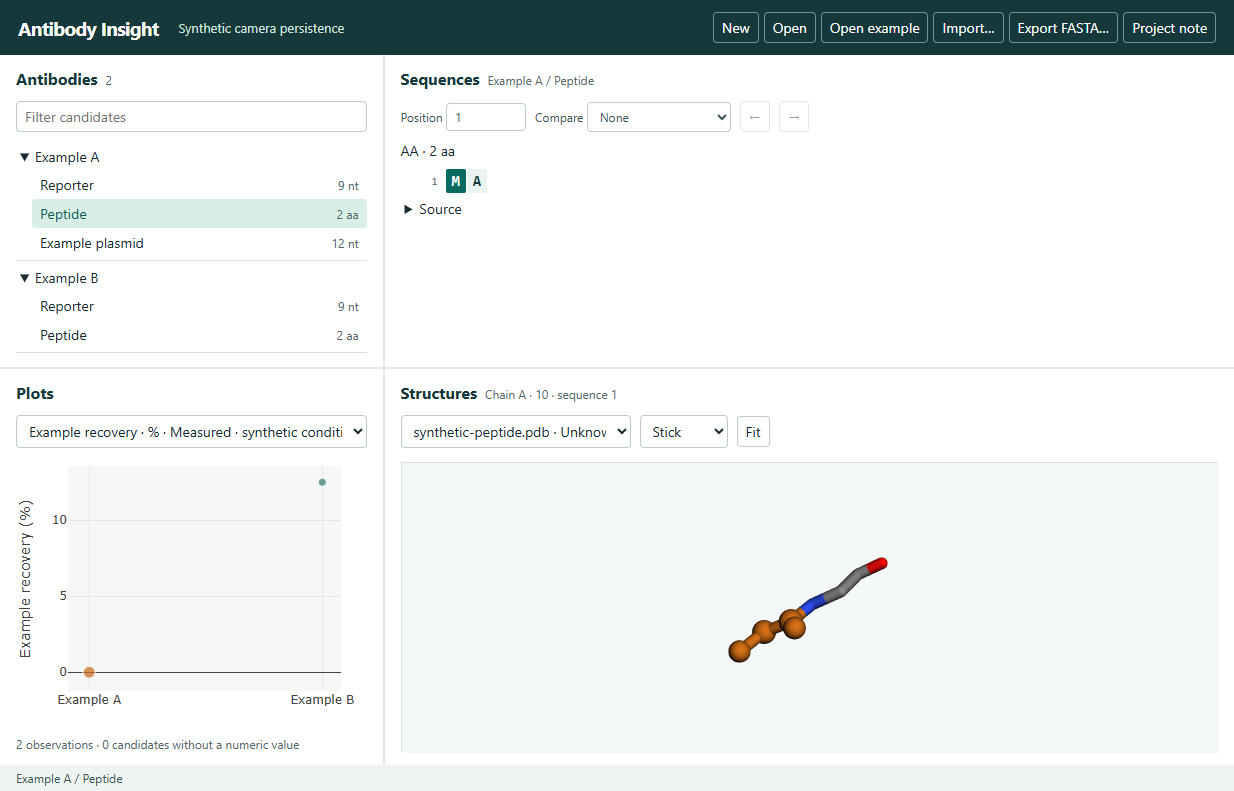 Antibody Insight Synthetic camera persistence New Open Open example Import... Export FASTA... Project note
Antibodies 2
Filter candidates
▼ Example A
Reporter 9 nt
Peptide 2 aa
Example plasmid 12 nt
▼ Example B
Reporter 9 nt
Peptide 2 aa
Sequences Example A / Peptide
Position 1 Compare None ← →
AA · 2 aa
1 M A
▶ Source
Plots
Example recovery · % · Measured · synthetic conditi
Example recovery (%)
10
5
0
Example A Example B
2 observations · 0 candidates without a numeric value
Structures Chain A · 10 · sequence 1
synthetic-peptide.pdb · Unknov Stick Fit
Example A / Peptide